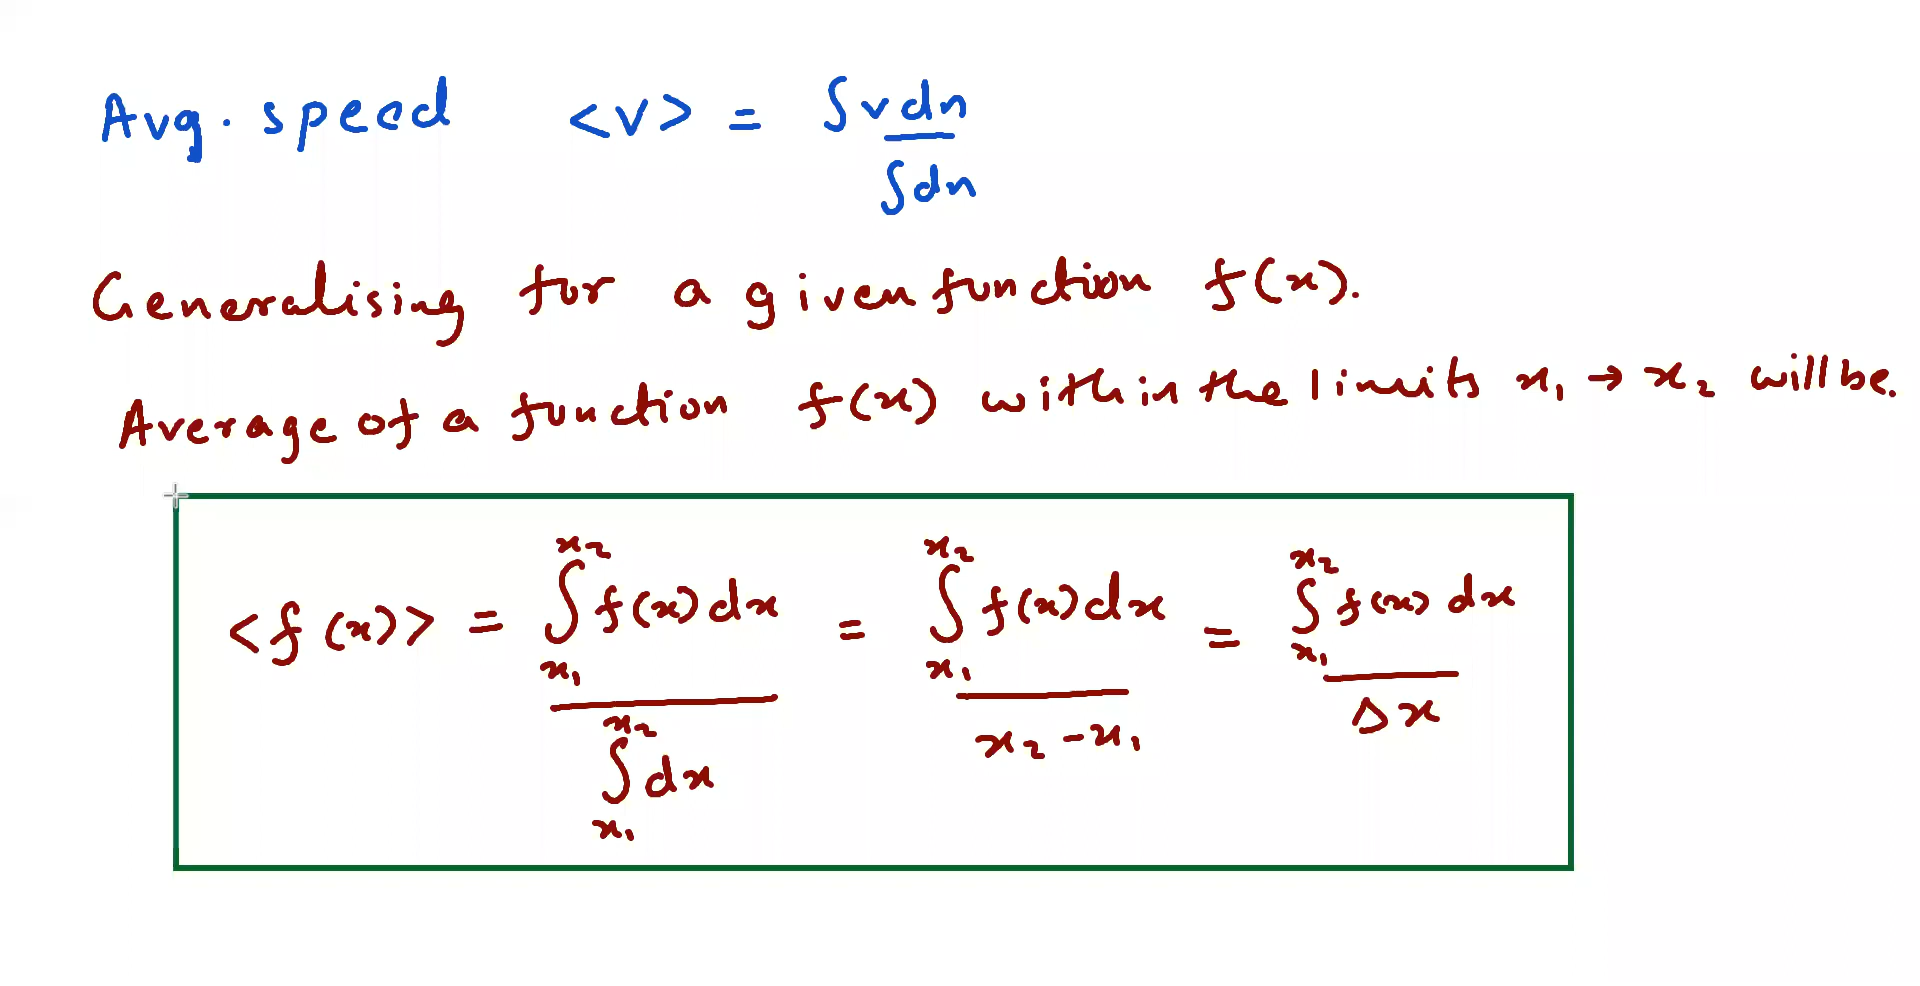 Avg. speed <v> = ∫vdn / ∫dn
Generalising for a given function f(x).
Average of a function f(x) within the limits x₁ → x₂ will be.
<f(x)> = ∫_{x₁}^{x₂} f(x)dx / ∫_{x₁}^{x₂} dx = ∫_{x₁}^{x₂} f(x)dx / x₂-x₁ = ∫_{x₁}^{x₂} f(x) dx / Δx